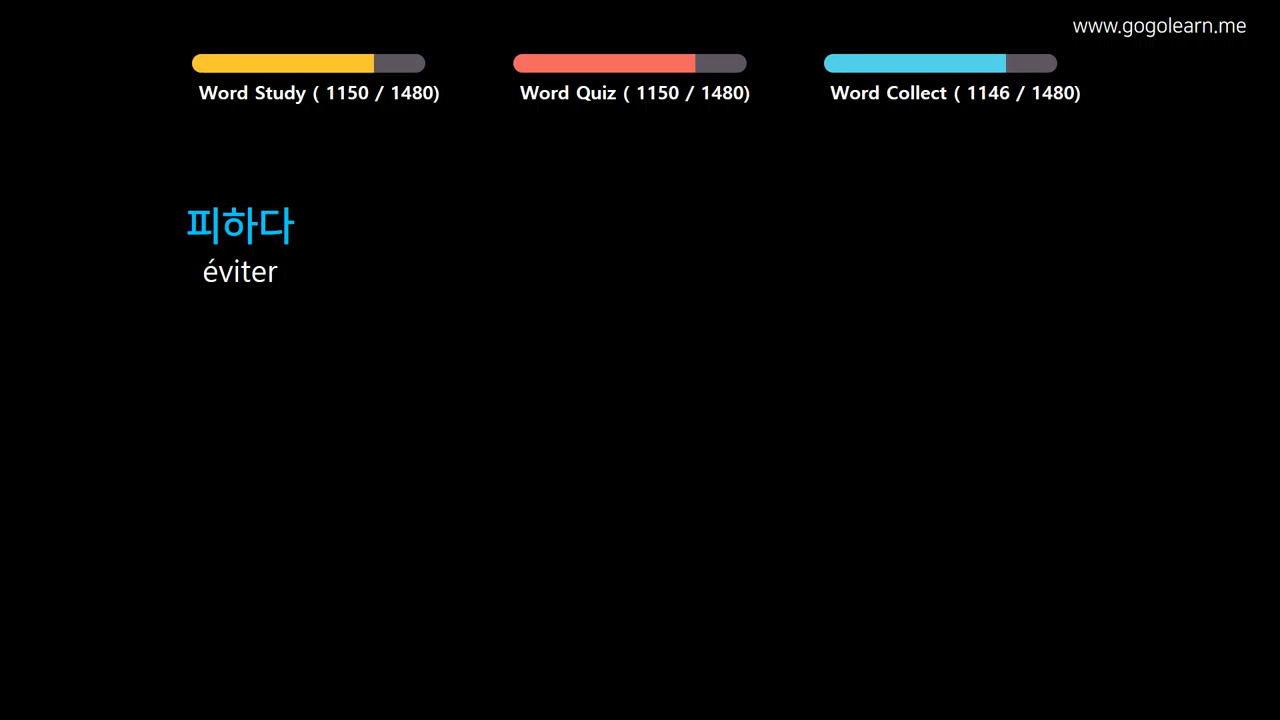 www.gogolearn.me
Word Study ( 1150 / 1480)
Word Quiz ( 1150 / 1480)
Word Collect ( 1146 / 1480)
피하다
éviter